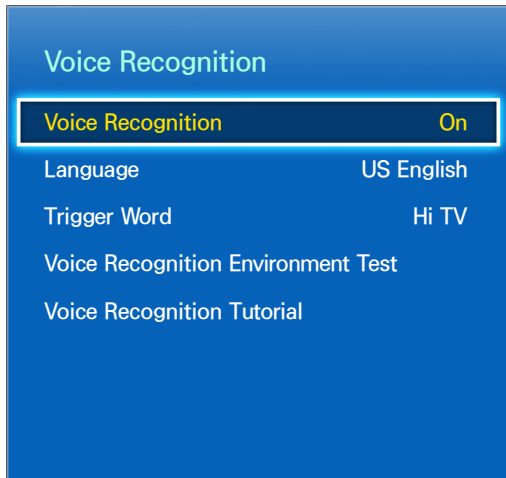 Voice Recognition
Voice Recognition On
Language US English
Trigger Word Hi TV
Voice Recognition Environment Test
Voice Recognition Tutorial